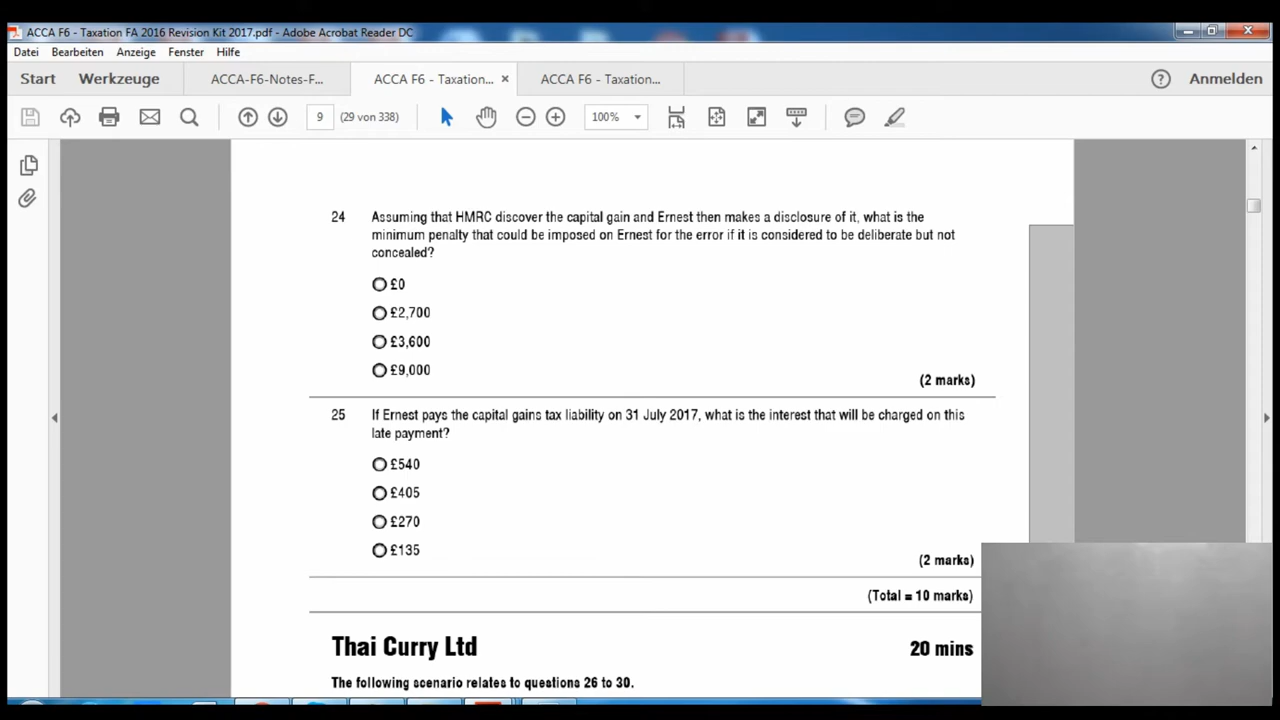 ACCA F6 - Taxation FA 2016 Revision Kit 2017.pdf - Adobe Acrobat Reader DC
Datei Bearbeiten Anzeige Fenster Hilfe
Start Werkzeuge ACCA-F6-Notes-F... ACCA F6 - Taxation... × ACCA F6 - Taxation... ? Anmelden
9 (29 von 338) 100%
24 Assuming that HMRC discover the capital gain and Ernest then makes a disclosure of it, what is the
minimum penalty that could be imposed on Ernest for the error if it is considered to be deliberate but not
concealed?
£0
£2,700
£3,600
£9,000
(2 marks)
25 If Ernest pays the capital gains tax liability on 31 July 2017, what is the interest that will be charged on this
late payment?
£540
£405
£270
£135
(2 marks)
(Total = 10 marks)
Thai Curry Ltd 20 mins
The following scenario relates to questions 26 to 30.